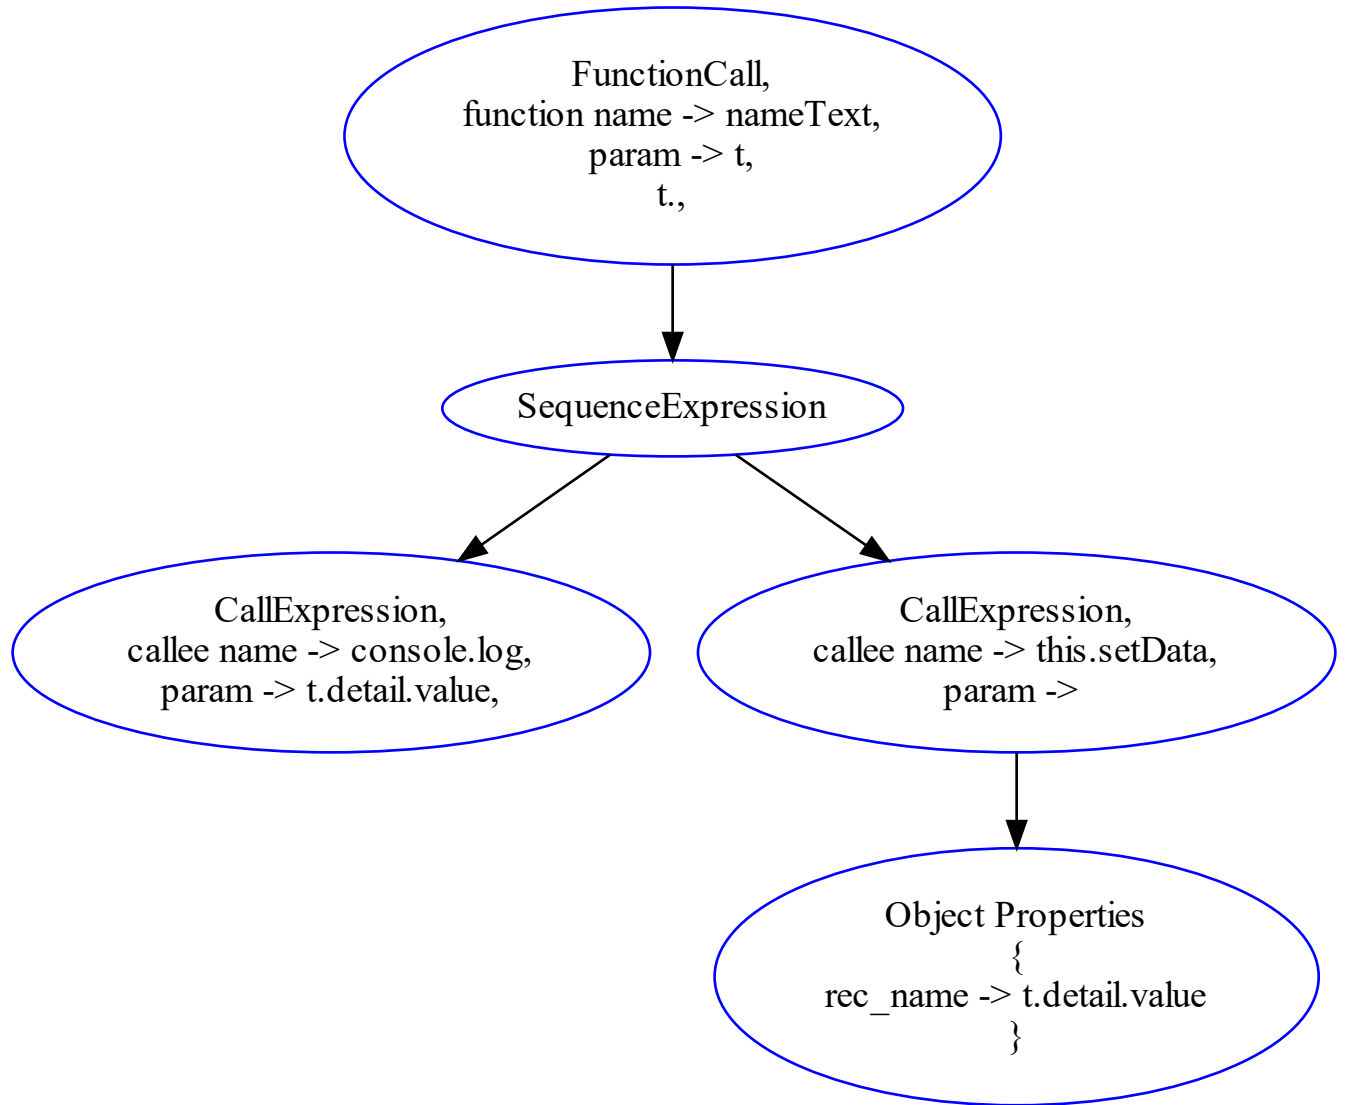 FunctionCall,
function name -> nameText,
param -> t,
t.,
SequenceExpression
CallExpression,
callee name -> console.log,
param -> t.detail.value,
CallExpression,
callee name -> this.setData,
param ->
Object Properties
{
rec_name -> t.detail.value
}